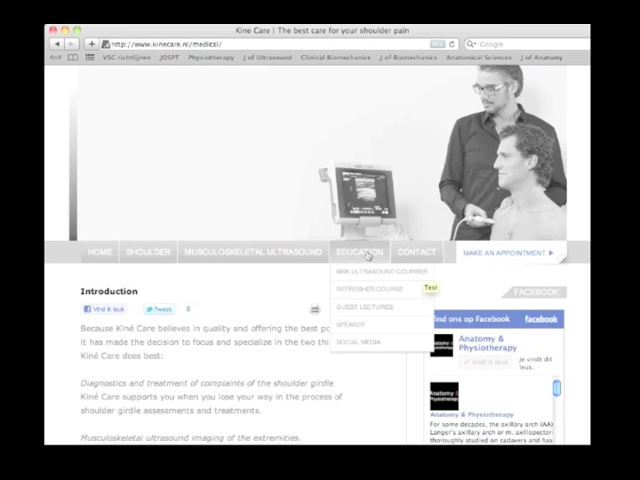 Kine Care | The best care for your shoulder pain
http://www.kinecare.nl/medical/
Google
VSG richtlijnen JOSPT Physiotherapy J of Ultrasound Clinical Biomechanics J of Biomechanics Anatomical Sciences J of Anatomy
HOME SHOULDER MUSCULOSKELETAL ULTRASOUND EDUCATION CONTACT MAKE AN APPOINTMENT
MSK ULTRASOUND COURSES
REFRESHER COURSE
Test
GUEST LECTURES
SPEAKER
SOCIAL MEDIA
Introduction
Vind ik leuk Tweet 0
Because Kiné Care believes in quality and offering the best po
it has made the decision to focus and specialize in the two thi
Kiné Care does best:
Diagnostics and treatment of complaints of the shoulder girdle
Kiné Care supports you when you lose your way in the process of
shoulder girdle assessments and treatments.
Musculoskeletal ultrasound imaging of the extremities.
FACEBOOK
ind ons op Facebook facebook
Anatomy &
Physiotherapy
Vind ik leuk Je vindt dit
leuk.
Anatomy &
Physiotherap
Anatomy & Physiotherapy
For some decades, the axillary arch (AA)
Langer's axillary arch or m. axillopector
thoroughly studied on cadavers and has